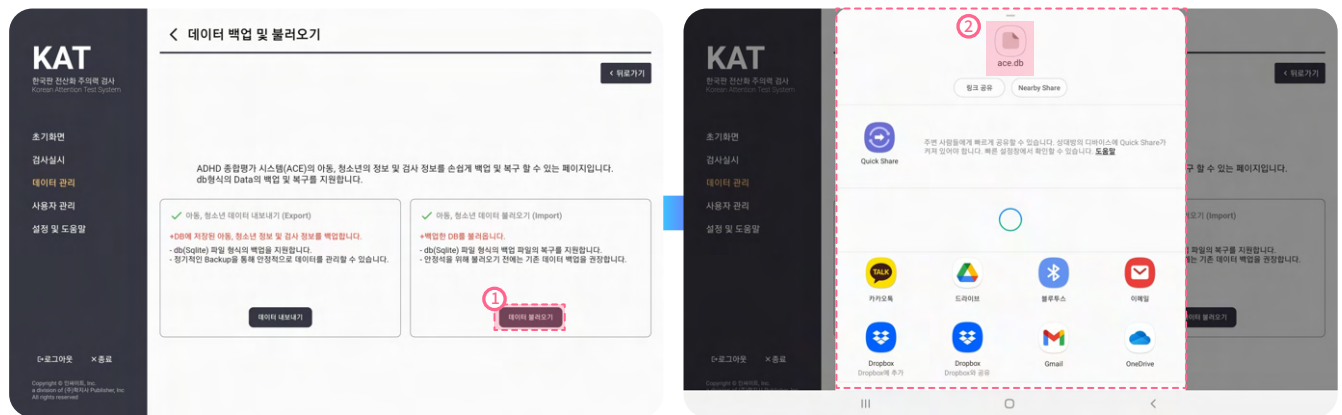 KAT
한국판 전산화 주의력 검사
Korean Attention Test System
초기화면
검사실시
데이터 관리
사용자 관리
설정 및 도움말
로그아웃 ×종료
Copyright © 인싸이트, Inc.
a division of (주)학지사 Publisher, Inc
All rights reserved
< 데이터 백업 및 불러오기
< 뒤로가기
ADHD 종합평가 시스템(ACE)의 아동, 청소년의 정보 및 검사 정보를 손쉽게 백업 및 복구 할 수 있는 페이지입니다.
db형식의 Data의 백업 및 복구를 지원합니다.
아동, 청소년 데이터 내보내기 (Export)
+DB에 저장된 아동, 청소년 정보 및 검사 정보를 백업합니다.
- db(Sqlite) 파일 형식의 백업을 지원합니다.
- 정기적인 Backup을 통해 안정적으로 데이터를 관리할 수 있습니다.
데이터 내보내기
아동, 청소년 데이터 불러오기 (Import)
+백업한 DB를 불러옵니다.
- db(Sqlite) 파일 형식의 백업 파일의 복구를 지원합니다.
- 안정성을 위해 불러오기 전에는 기존 데이터 백업을 권장합니다.
1
데이터 불러오기
KAT
한국판 전산화 주의력 검사
Korean Attention Test System
초기화면
검사실시
데이터 관리
사용자 관리
설정 및 도움말
로그아웃 ×종료
Copyright © 인싸이트, Inc.
All rights reserved
2
ace.db
링크 공유
Nearby Share
Quick Share
주변 사람들에게 빠르게 공유할 수 있습니다. 상대방의 디바이스에 Quick Share가
켜져 있어야 합니다. 빠른 설정창에서 확인할 수 있습니다. 도움말
TALK
카카오톡
드라이브
블루투스
이메일
Dropbox
Dropbox에 추가
Dropbox
Dropbox와 공유
Gmail
OneDrive
< 뒤로가기
구 할 수 있는 페이지입니다.
오기 (Import)
파일의 복구를 지원합니다.
에는 기존 데이터 백업을 권장합니다.
터 불러오기